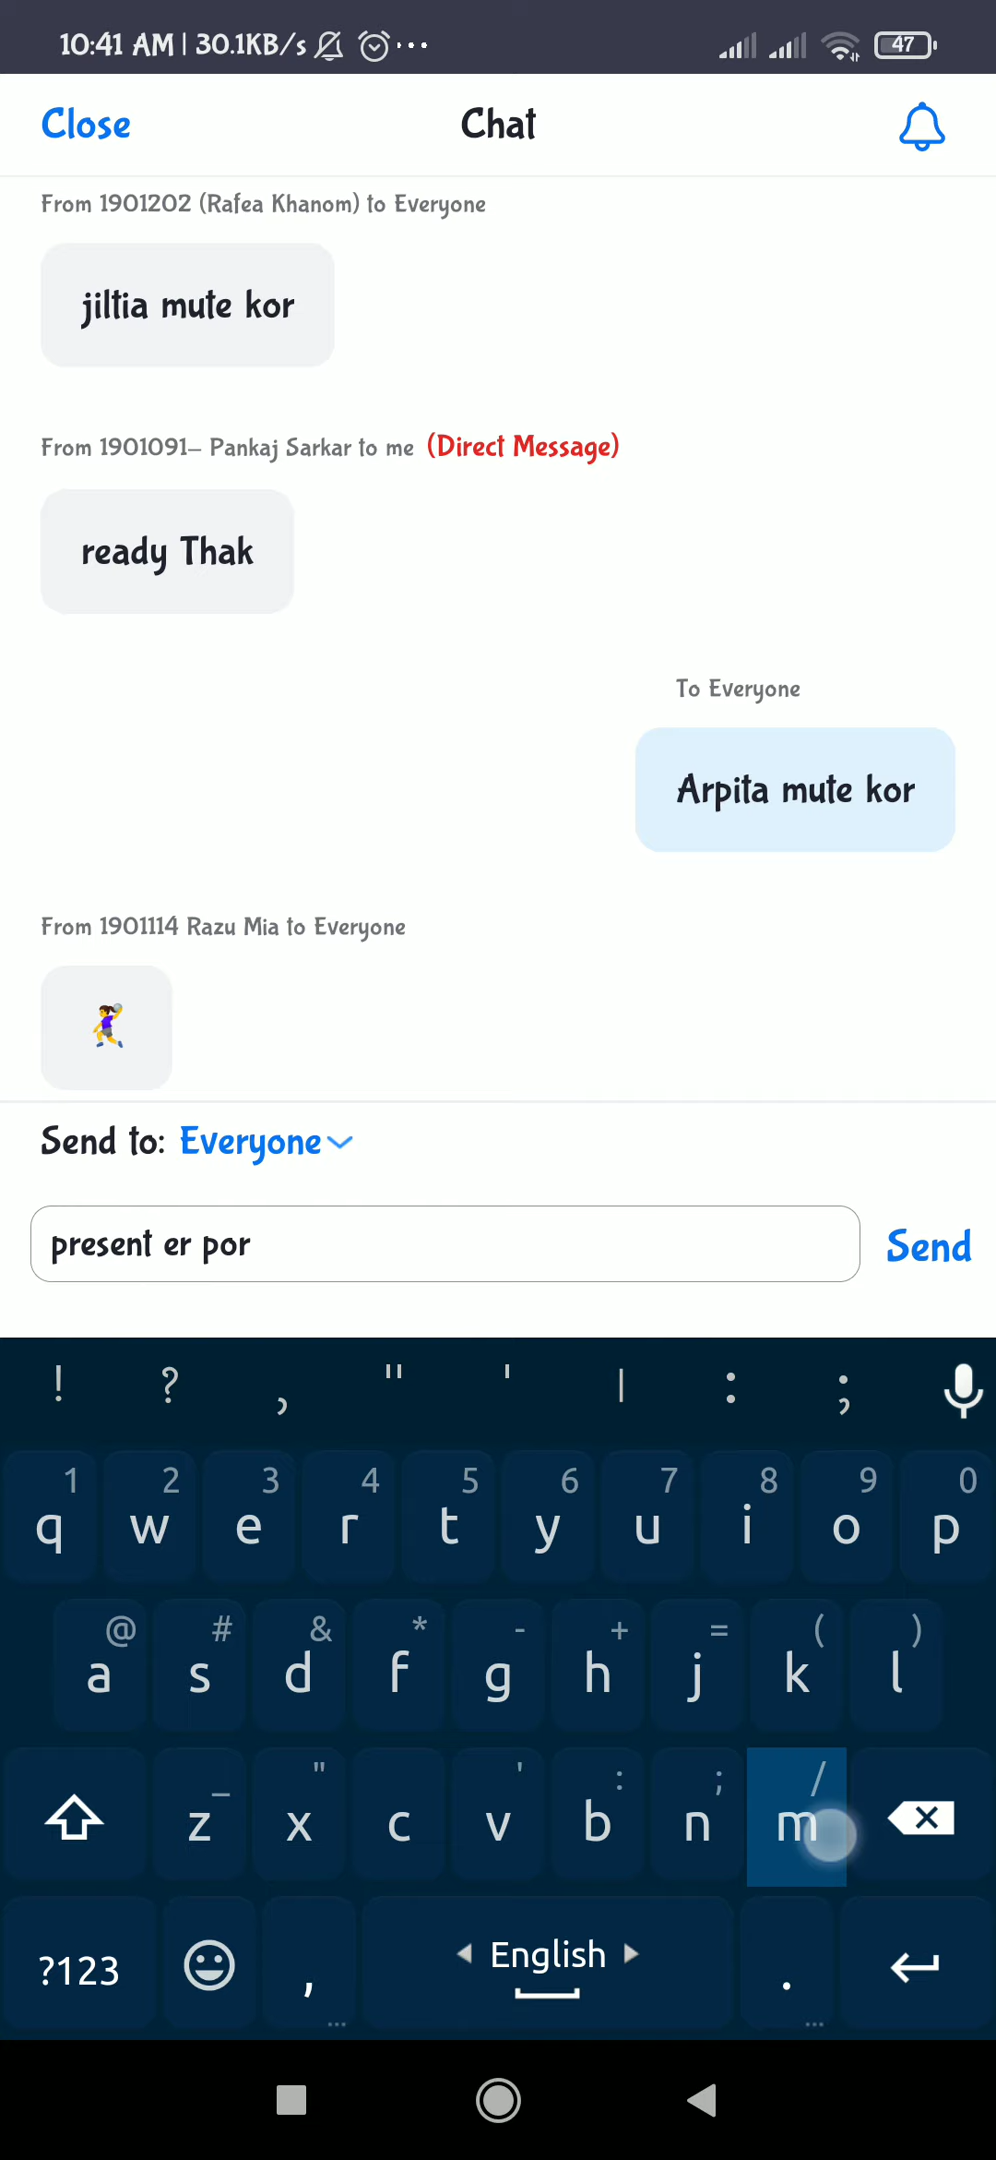 10:41 AM | 30.1KB/s ... 47
Close Chat
From 1901202 (Rafea Khanom) to Everyone
jiltia mute kor
From 1901091- Pankaj Sarkar to me (Direct Message)
ready Thak
To Everyone
Arpita mute kor
From 1901114 Razu Mia to Everyone
Send to: Everyone
present er por Send
! ? , " ' | : ;
1 2 3 4 5 6 7 8 9 0
q w e r t y u i o p
@ # & * - + = ( )
a s d f g h j k l
_ " ' : ; /
z x c v b n m
?123 , English .